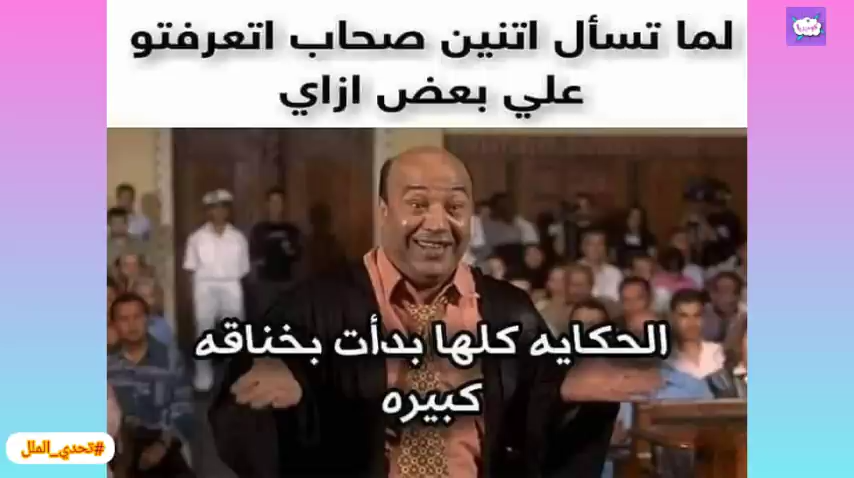 لما تسأل اتنين صحاب اتعرفتو
علي بعض ازاي
الحكايه كلها بدأت بخناقه
كبيره
#تحدي_الملل